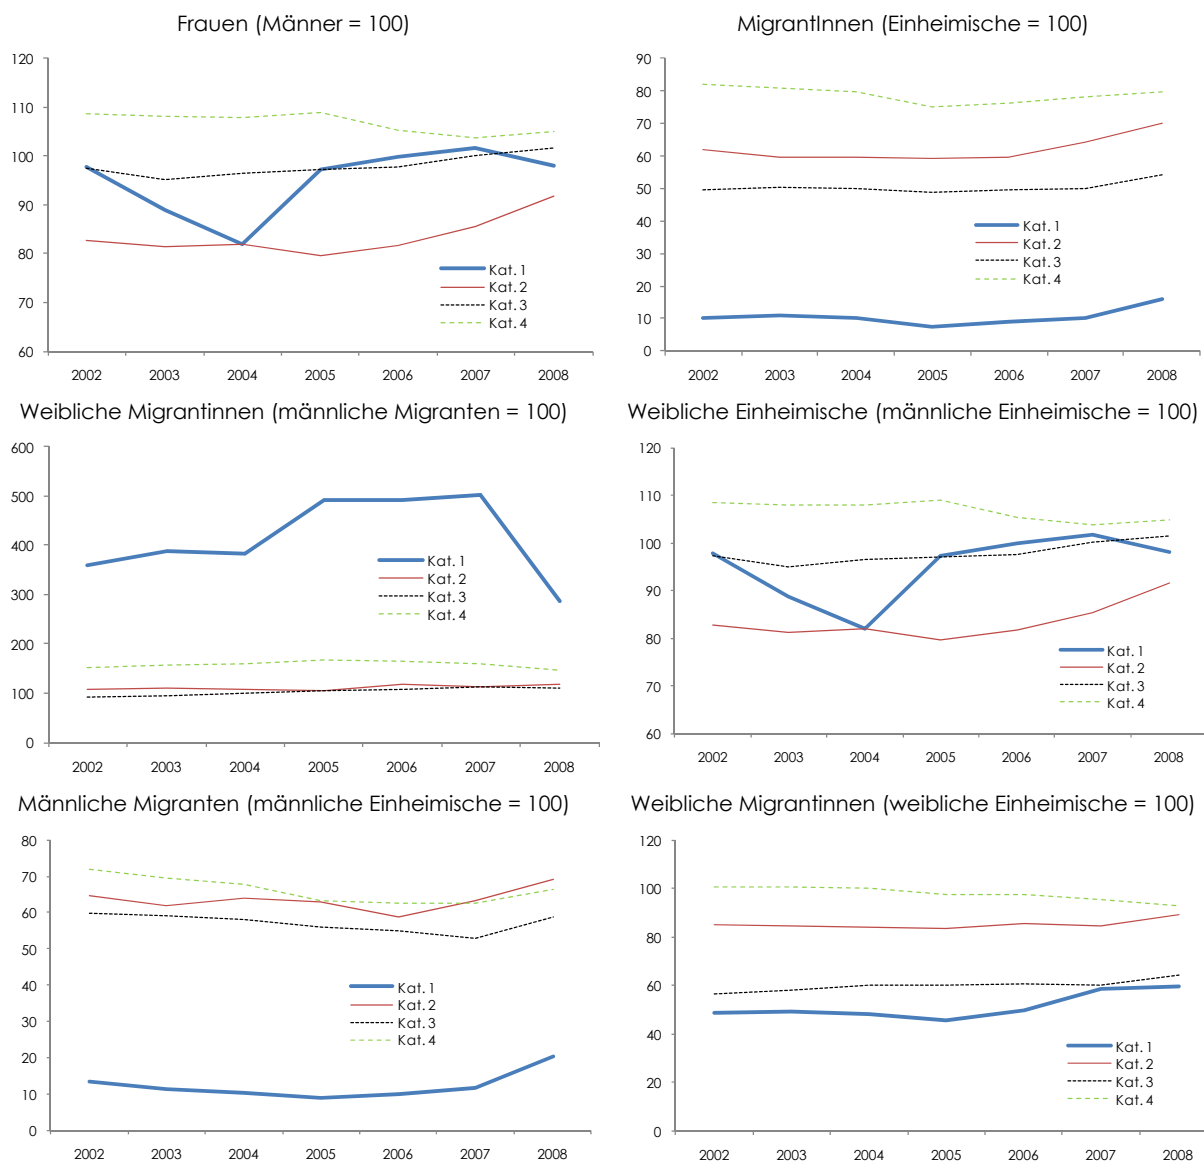 Frauen (Männer = 100)
120
110
100
90
80
70
60
2002 2003 2004 2005 2006 2007 2008
Kat. 1
Kat. 2
Kat. 3
Kat. 4
MigrantInnen (Einheimische = 100)
90
80
70
60
50
40
30
20
10
0
2002 2003 2004 2005 2006 2007 2008
Kat. 1
Kat. 2
Kat. 3
Kat. 4
Weibliche Migrantinnen (männliche Migranten = 100)
600
500
400
300
200
100
0
2002 2003 2004 2005 2006 2007 2008
Kat. 1
Kat. 2
Kat. 3
Kat. 4
Weibliche Einheimische (männliche Einheimische = 100)
120
110
100
90
80
70
60
2002 2003 2004 2005 2006 2007 2008
Kat. 1
Kat. 2
Kat. 3
Kat. 4
Männliche Migranten (männliche Einheimische = 100)
80
70
60
50
40
30
20
10
0
2002 2003 2004 2005 2006 2007 2008
Kat. 1
Kat. 2
Kat. 3
Kat. 4
Weibliche Migrantinnen (weibliche Einheimische = 100)
120
100
80
60
40
20
0
2002 2003 2004 2005 2006 2007 2008
Kat. 1
Kat. 2
Kat. 3
Kat. 4